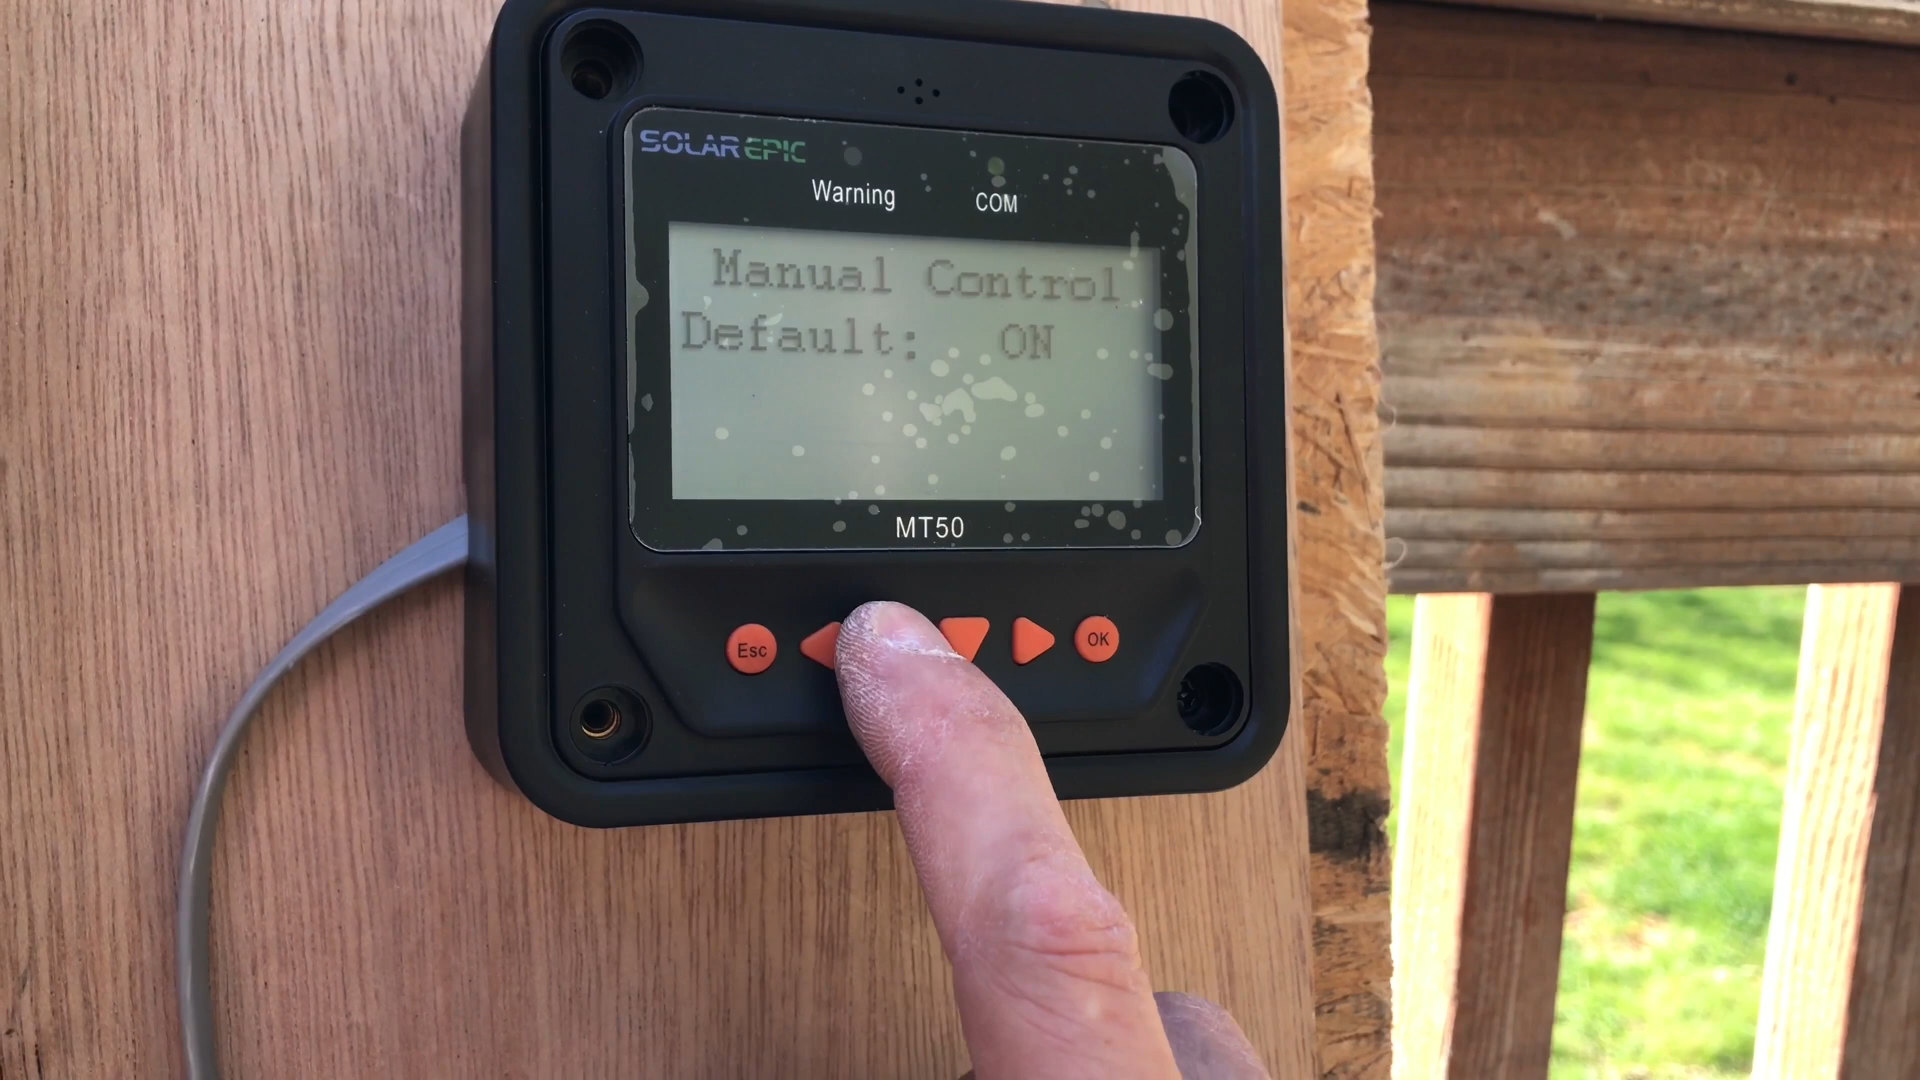 SOLAR EPIC
Warning COM
Manual Control
Default: ON
MT50
Esc OK